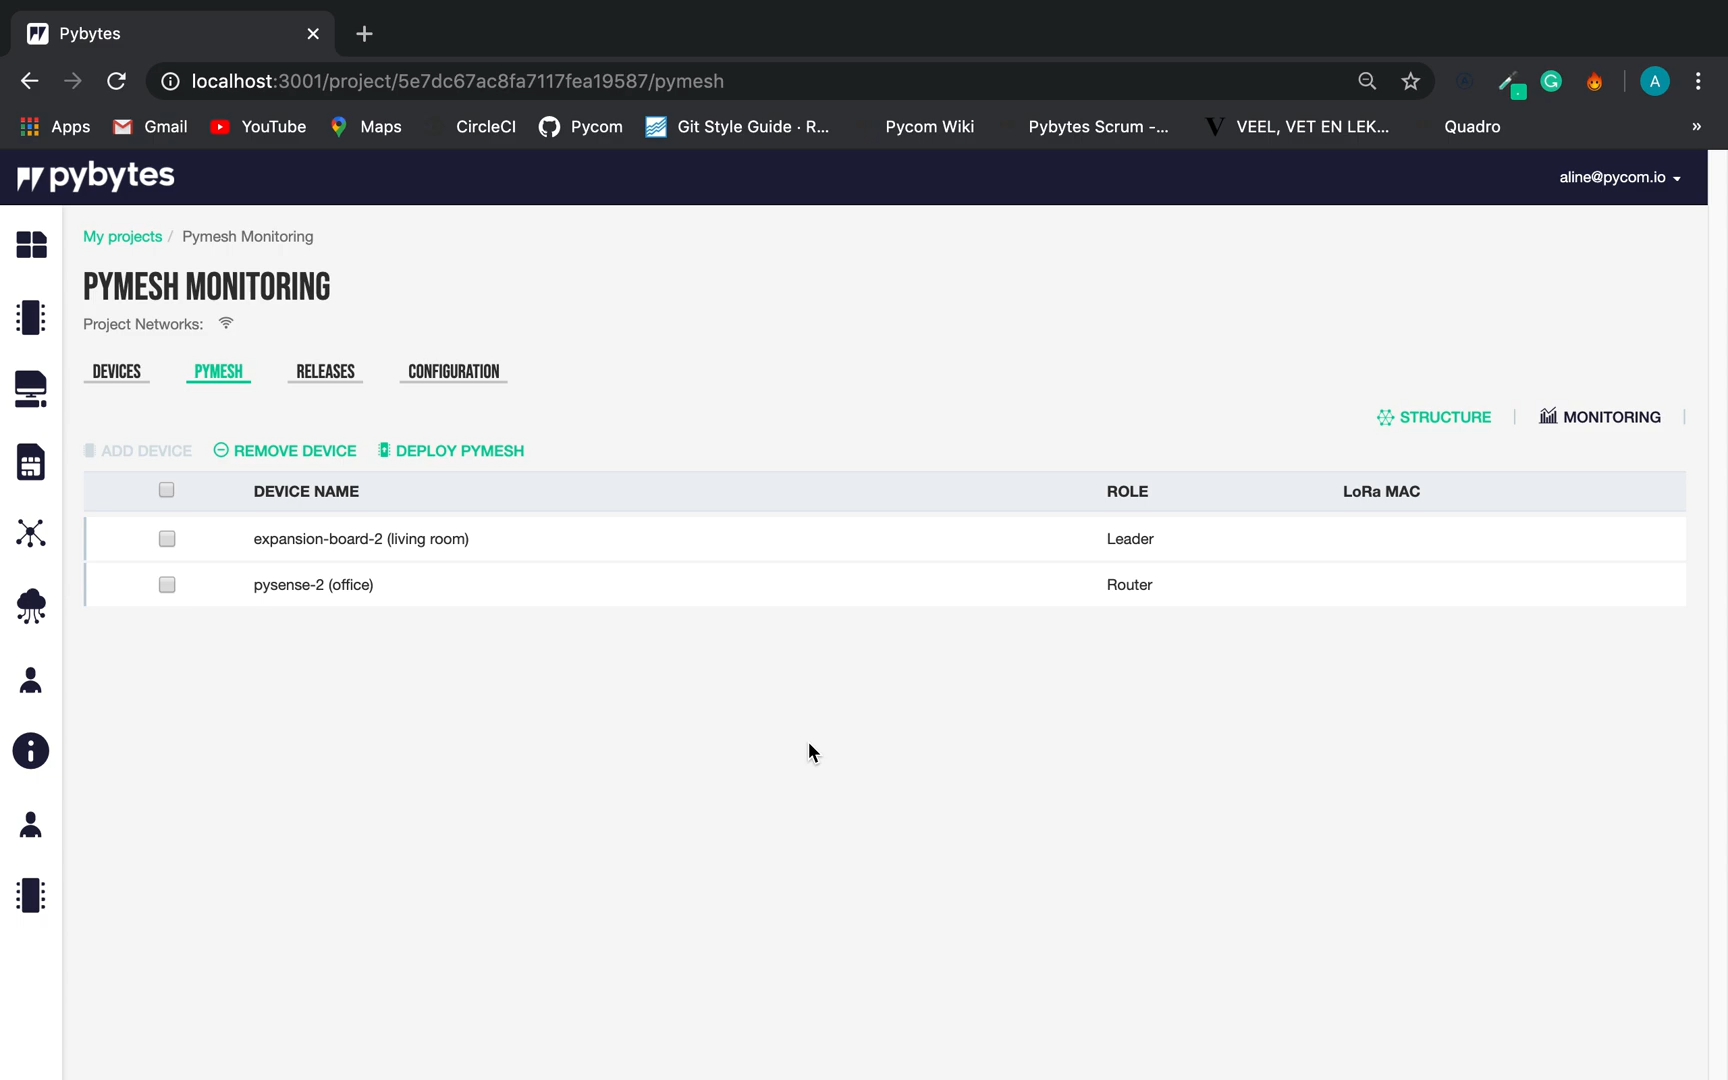 Pybytes
localhost:3001/project/5e7dc67ac8fa7117fea19587/pymesh
A
Apps Gmail YouTube Maps CircleCI Pycom Git Style Guide · R... Pycom Wiki Pybytes Scrum -... VEEL, VET EN LEK... Quadro »
pybytes
aline@pycom.io
My projects / Pymesh Monitoring
PYMESH MONITORING
Project Networks:
DEVICES PYMESH RELEASES CONFIGURATION
STRUCTURE | MONITORING |
ADD DEVICE REMOVE DEVICE DEPLOY PYMESH
DEVICE NAME ROLE LoRa MAC
expansion-board-2 (living room) Leader
pysense-2 (office) Router